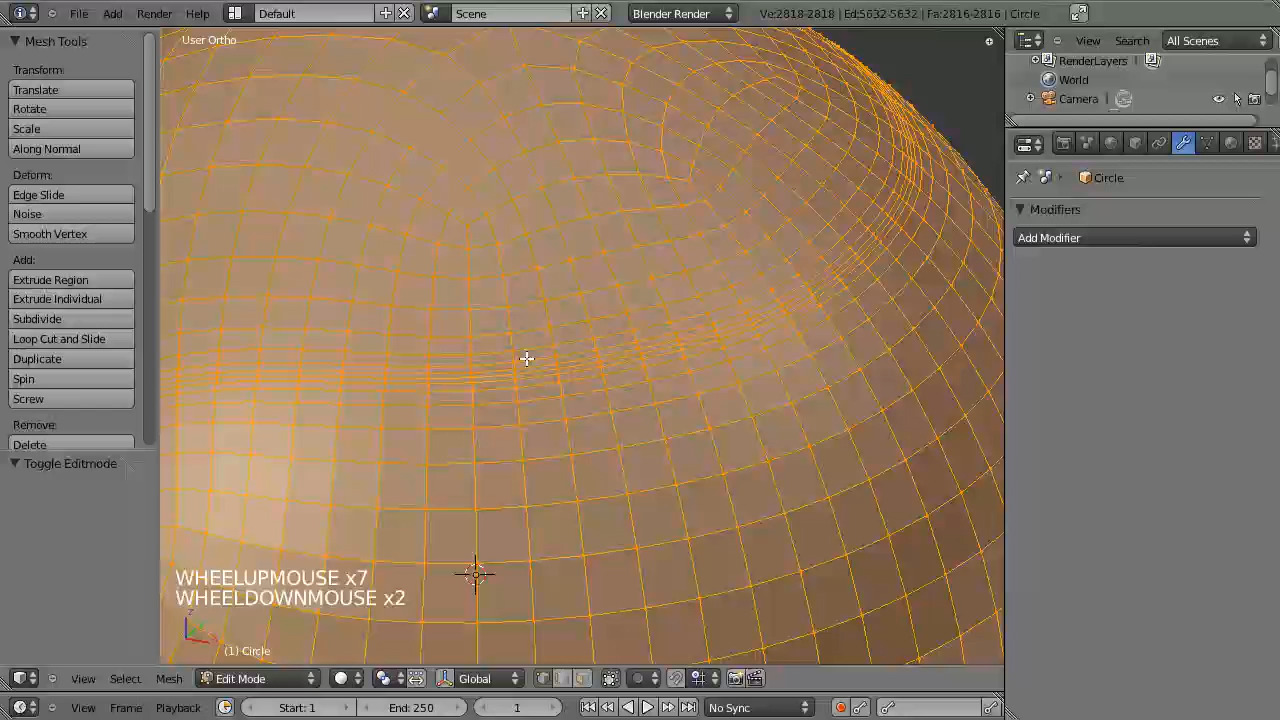 File Add Render Help Default Scene Blender Render Ve:2818-2818 | Ed:5632-5632 | Fa:2816-2816 | Circle
Mesh Tools
Transform:
Translate
Rotate
Scale
Along Normal
Deform:
Edge Slide
Noise
Smooth Vertex
Add:
Extrude Region
Extrude Individual
Subdivide
Loop Cut and Slide
Duplicate
Spin
Screw
Remove:
Delete
Toggle Editmode
User Ortho
WHEELUPMOUSE x7
WHEELDOWNMOUSE x2
(1) Circle
View Search All Scenes
RenderLayers |
World
Camera |
Circle
Modifiers
Add Modifier
View Select Mesh Edit Mode Global
View Frame Playback Start: 1 End: 250 1 No Sync